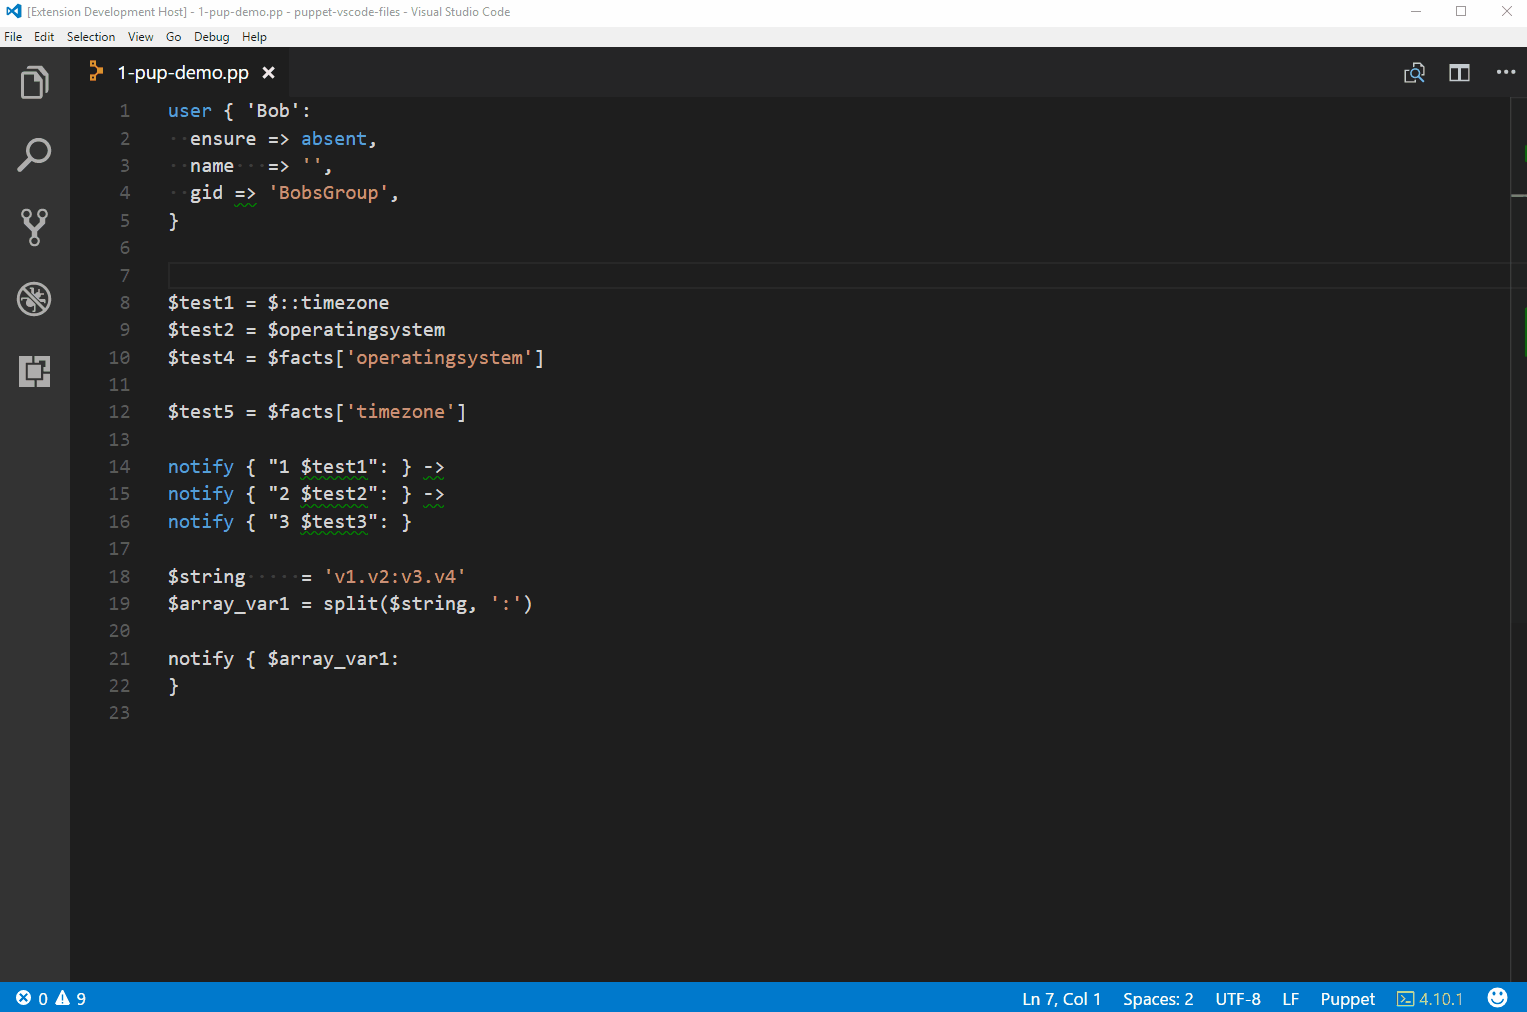 [Extension Development Host] - 1-pup-demo.pp - puppet-vscode-files - Visual Studio Code
File Edit Selection View Go Debug Help
1-pup-demo.pp
1 user { 'Bob':
2 ensure => absent,
3 name => '',
4 gid => 'BobsGroup',
5 }
6
7
8 $test1 = $::timezone
9 $test2 = $operatingsystem
10 $test4 = $facts['operatingsystem']
11
12 $test5 = $facts['timezone']
13
14 notify { "1 $test1": } ->
15 notify { "2 $test2": } ->
16 notify { "3 $test3": }
17
18 $string = 'v1.v2:v3.v4'
19 $array_var1 = split($string, ':')
20
21 notify { $array_var1:
22 }
23
0 9 Ln 7, Col 1 Spaces: 2 UTF-8 LF Puppet 4.10.1